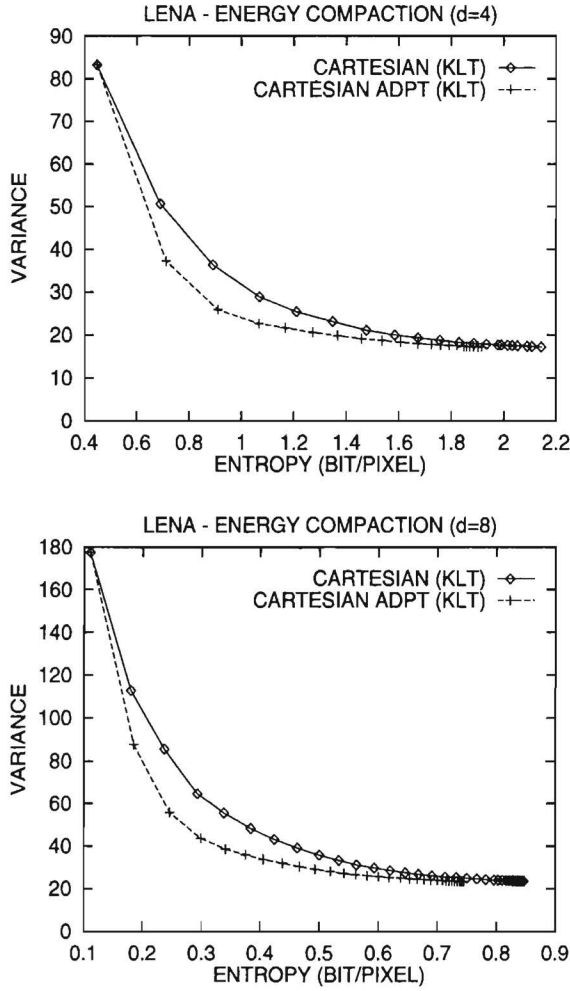 LENA - ENERGY COMPACTION (d=4)
90
80
70
60
50
40
30
20
10
0
VARIANCE
CARTESIAN (KLT)
CARTESIAN ADPT (KLT)
0.4 0.6 0.8 1 1.2 1.4 1.6 1.8 2 2.2
ENTROPY (BIT/PIXEL)
LENA - ENERGY COMPACTION (d=8)
180
160
140
120
100
80
60
40
20
0
VARIANCE
CARTESIAN (KLT)
CARTESIAN ADPT (KLT)
0.1 0.2 0.3 0.4 0.5 0.6 0.7 0.8 0.9
ENTROPY (BIT/PIXEL)